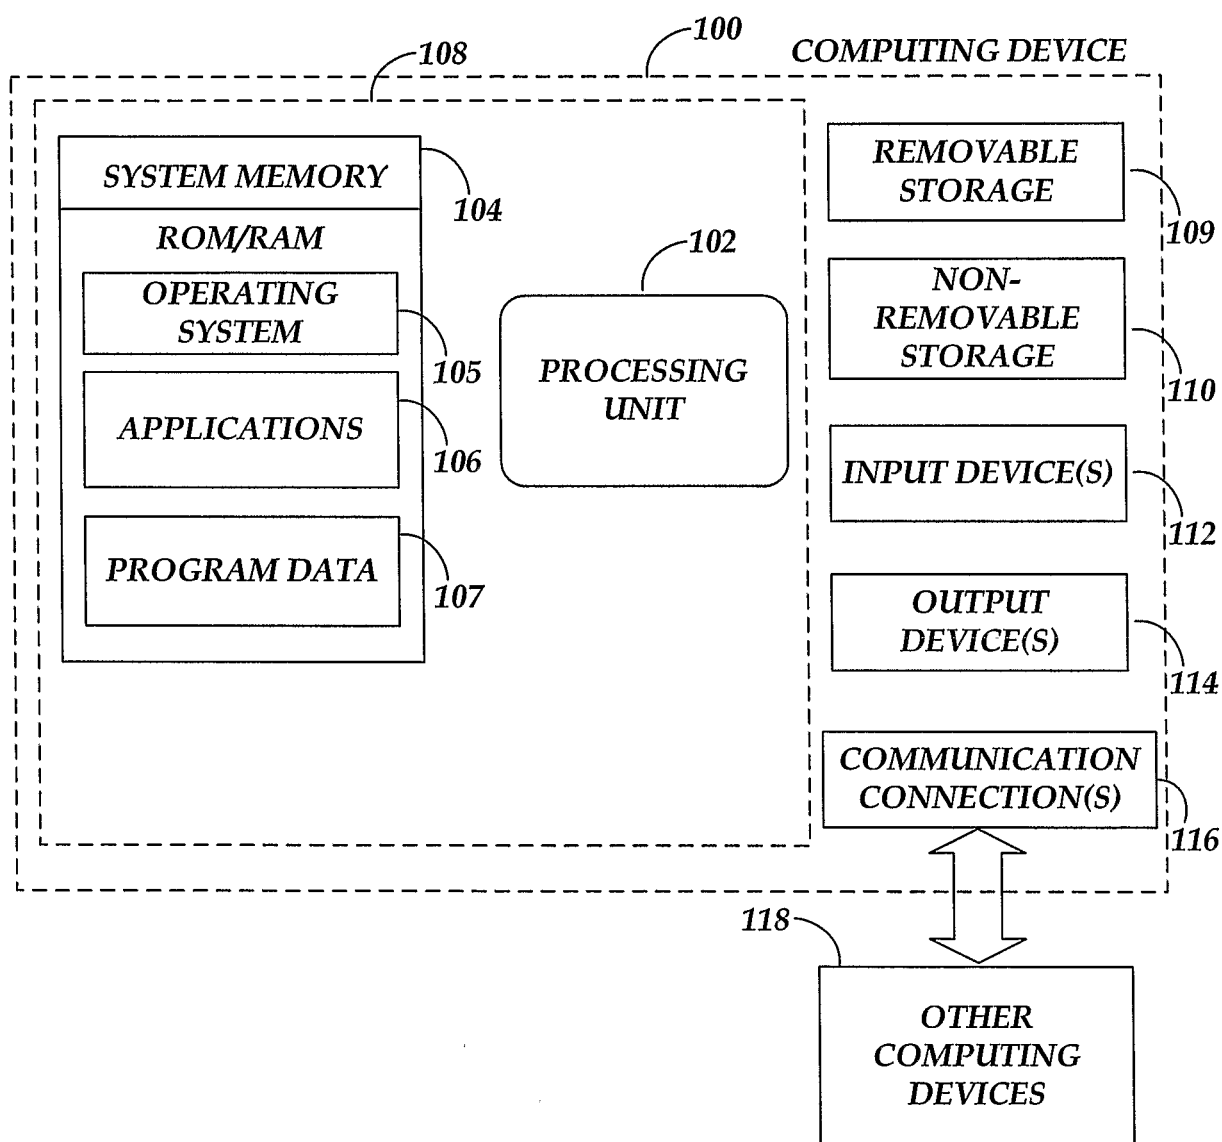 100
COMPUTING DEVICE
108
SYSTEM MEMORY
104
ROM/RAM
OPERATING
SYSTEM
105
APPLICATIONS
106
PROGRAM DATA
107
102
PROCESSING
UNIT
REMOVABLE
STORAGE
109
NON-
REMOVABLE
STORAGE
110
INPUT DEVICE(S)
112
OUTPUT
DEVICE(S)
114
COMMUNICATION
CONNECTION(S)
116
118
OTHER
COMPUTING
DEVICES